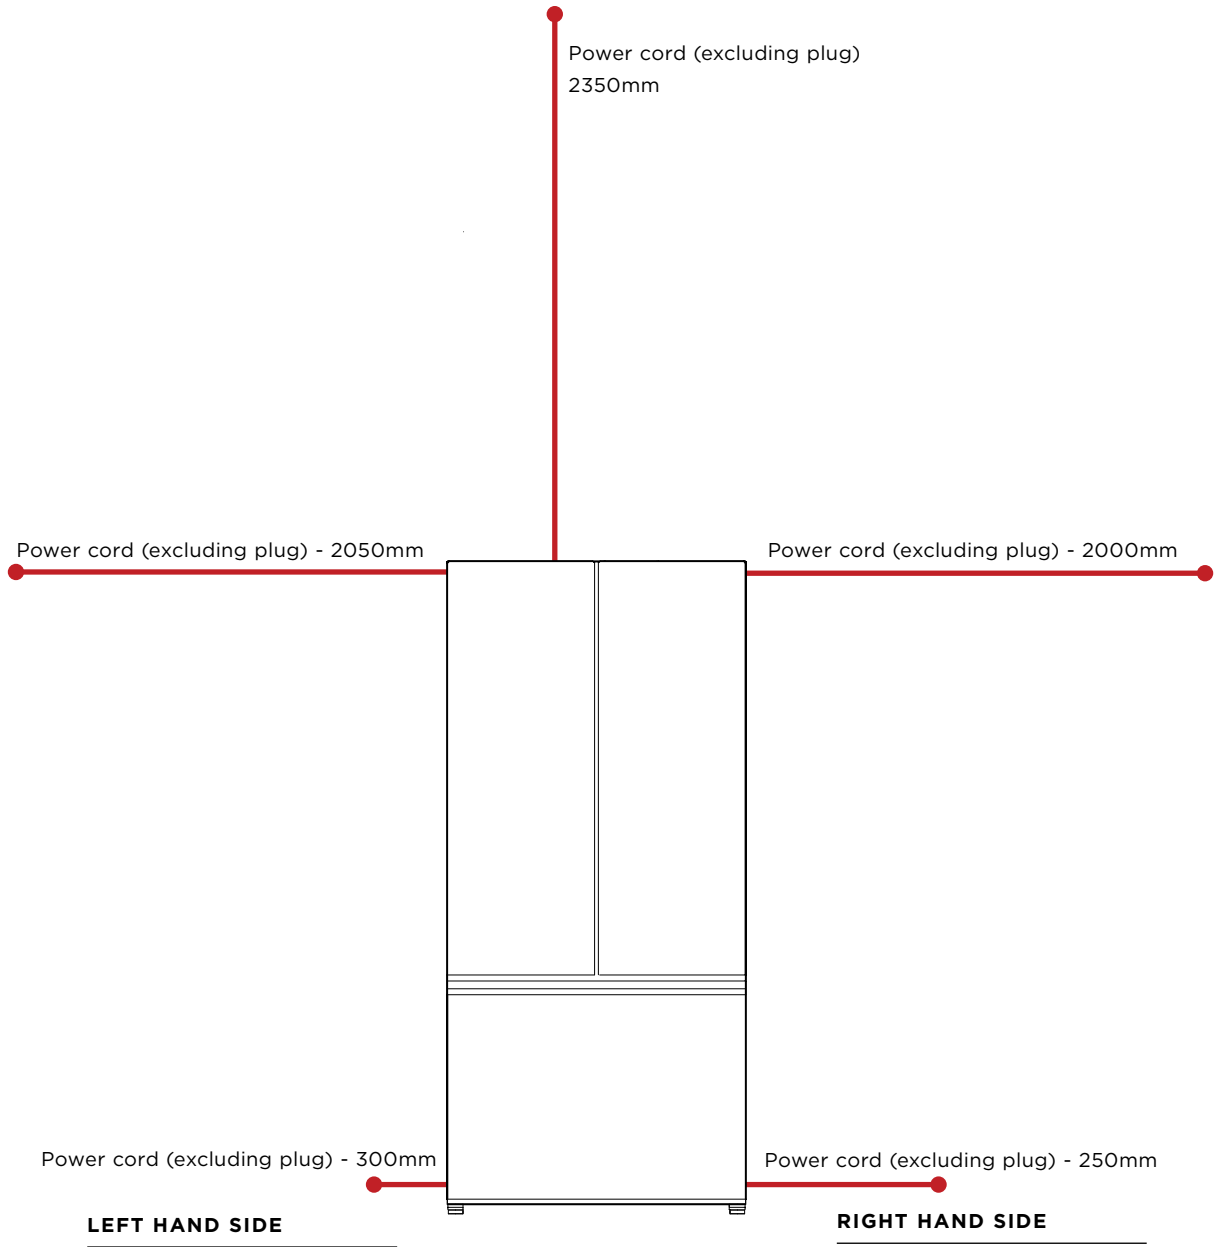 Power cord (excluding plug)
2350mm
Power cord (excluding plug) - 2050mm
Power cord (excluding plug) - 2000mm
Power cord (excluding plug) - 300mm
Power cord (excluding plug) - 250mm
LEFT HAND SIDE
RIGHT HAND SIDE